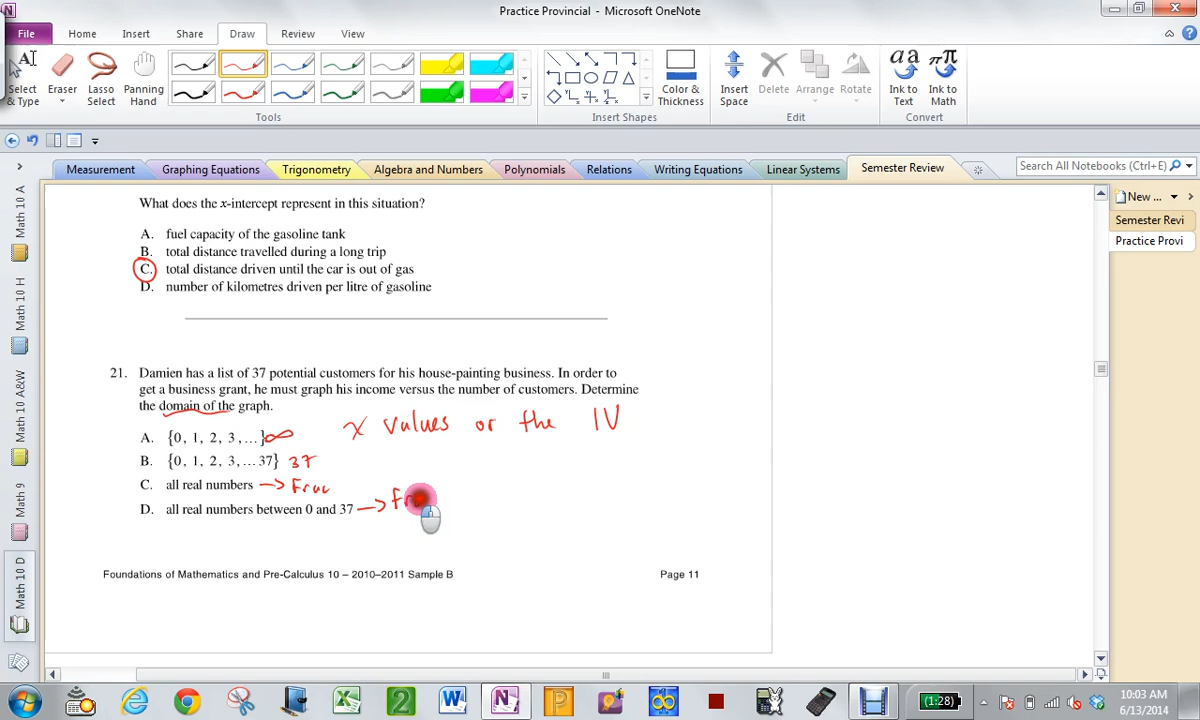 Practice Provincial - Microsoft OneNote
File Home Insert Draw Review View
Select & Type
Eraser
Lasso Select
Panning Hand
Color & Thickness
Insert Space
Delete
Arrange
Rotate
Ink to Text
Ink to Math
Tools
Insert Shapes
Edit
Convert
Measurement Graphing Equations Trigonometry Algebra and Numbers Polynomials Relations Writing Equations Linear Systems Semester Review
Search All Notebooks (Ctrl+E)
New ...
Semester Revi
Practice Provi
Math 10 A
Math 10 H
Math 10 A&W
Math 9
Math 10 D
What does the x-intercept represent in this situation?
A. fuel capacity of the gasoline tank
B. total distance travelled during a long trip
C. total distance driven until the car is out of gas
D. number of kilometres driven per litre of gasoline
21. Damien has a list of 37 potential customers for his house-painting business. In order to
get a business grant, he must graph his income versus the number of customers. Determine
the domain of the graph.
x values or the IV
A. {0, 1, 2, 3, ...} ∞
B. {0, 1, 2, 3, ... 37} 37
C. all real numbers → Frac
D. all real numbers between 0 and 37 → fr
Foundations of Mathematics and Pre-Calculus 10 – 2010–2011 Sample B Page 11
(1:28)
10:03 AM
6/13/2014